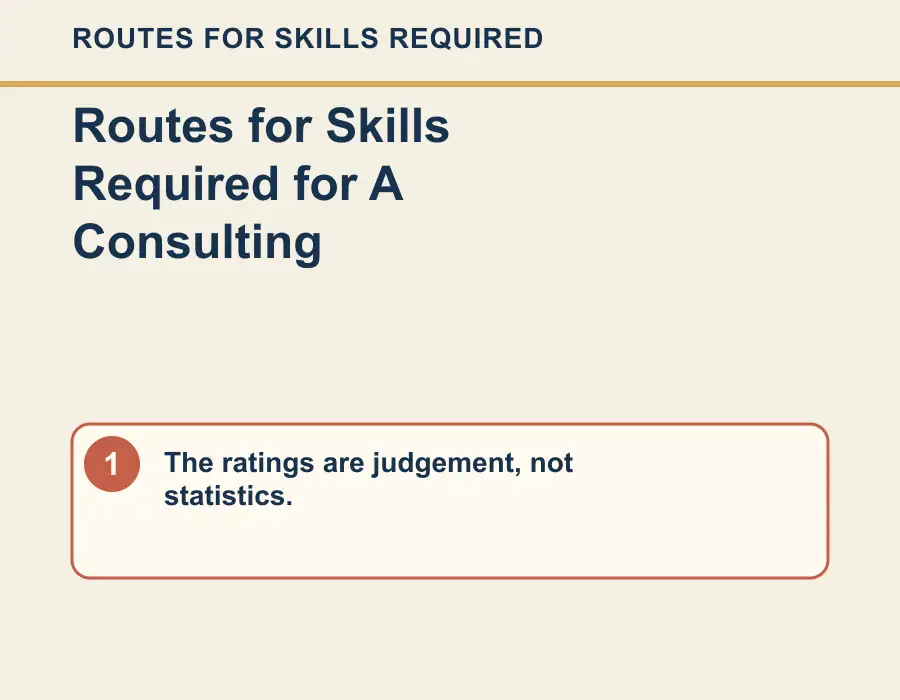 ROUTES FOR SKILLS REQUIRED
Routes for Skills
Required for A
Consulting
1
The ratings are judgement, not
statistics.